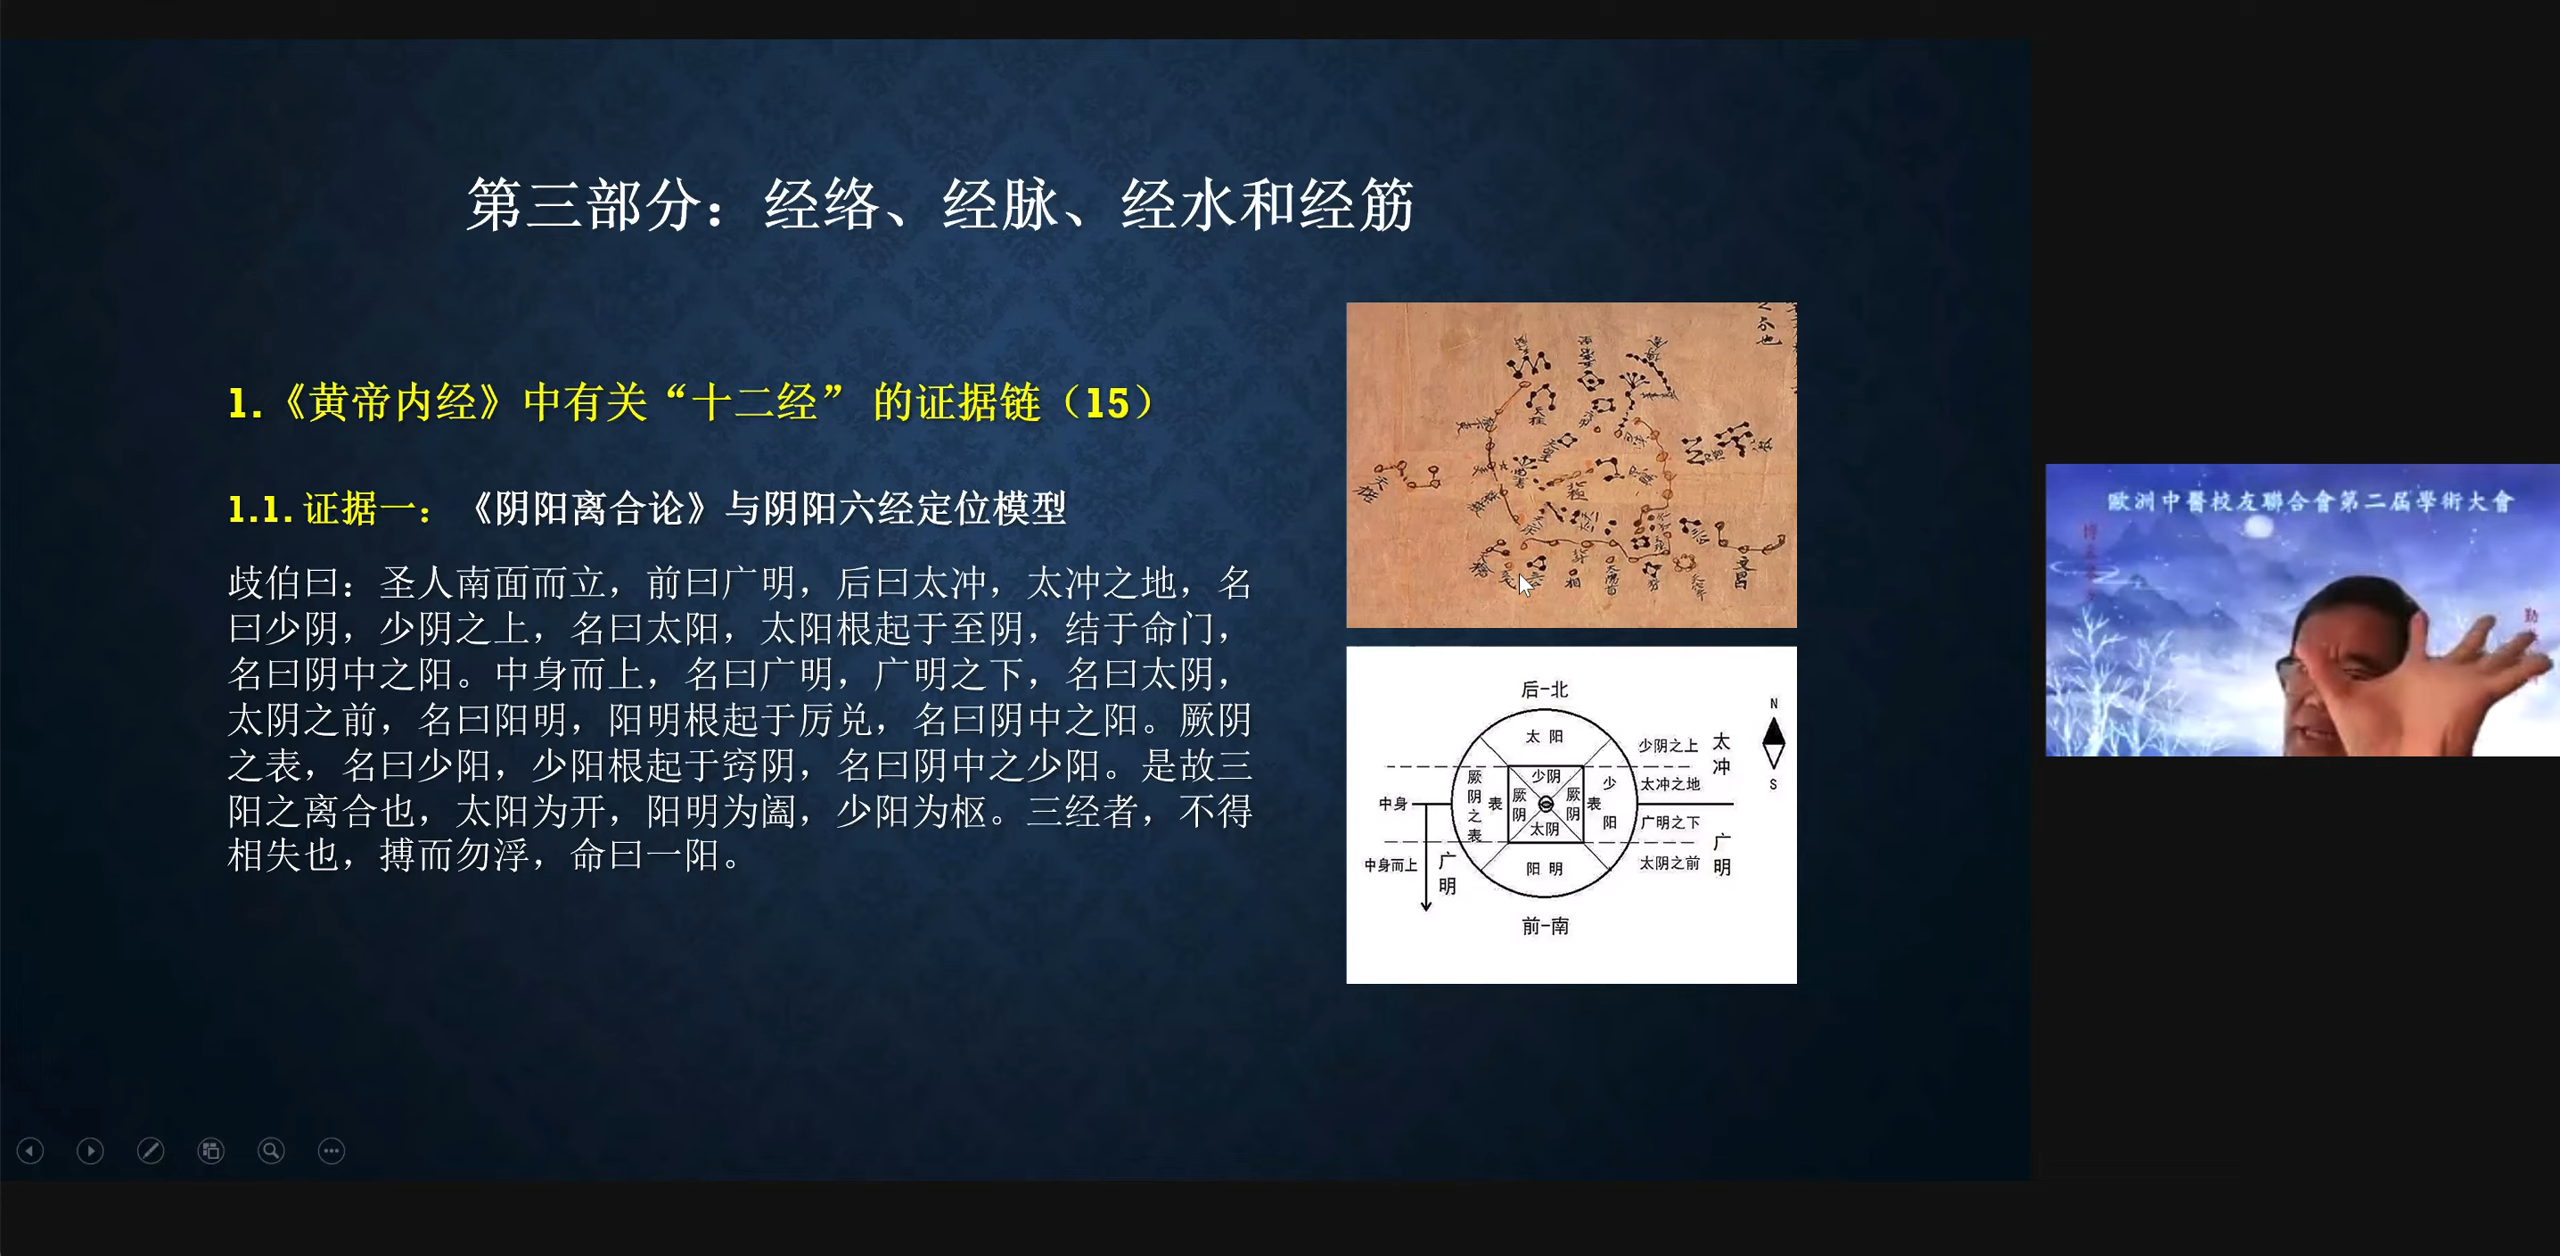 第三部分：经络、经脉、经水和经筋
1.《黄帝内经》中有关“十二经” 的证据链（15）
1.1. 证据一：《阴阳离合论》与阴阳六经定位模型
歧伯曰：圣人南面而立，前曰广明，后曰太冲，太冲之地，名
曰少阴，少阴之上，名曰太阳，太阳根起于至阴，结于命门，
名曰阴中之阳。中身而上，名曰广明，广明之下，名曰太阴，
太阴之前，名曰阳明，阳明根起于厉兑，名曰阴中之阳。厥阴
之表，名曰少阳，少阳根起于窍阴，名曰阴中之少阳。是故三
阳之离合也，太阳为开，阳明为阖，少阳为枢。三经者，不得
相失也，搏而勿浮，命曰一阳。
之分也
天柱
北极
天棓
文昌
相
后-北
N
太 阳
少阴之上
太冲
S
少阴
太冲之地
厥阴之表
表
厥阴
厥阴
表
少阳
中身
太阴
广明之下
广明
中身而上
广明
阳 明
太阴之前
前-南
歐洲中醫校友聯合會第二屆學術大會
勤